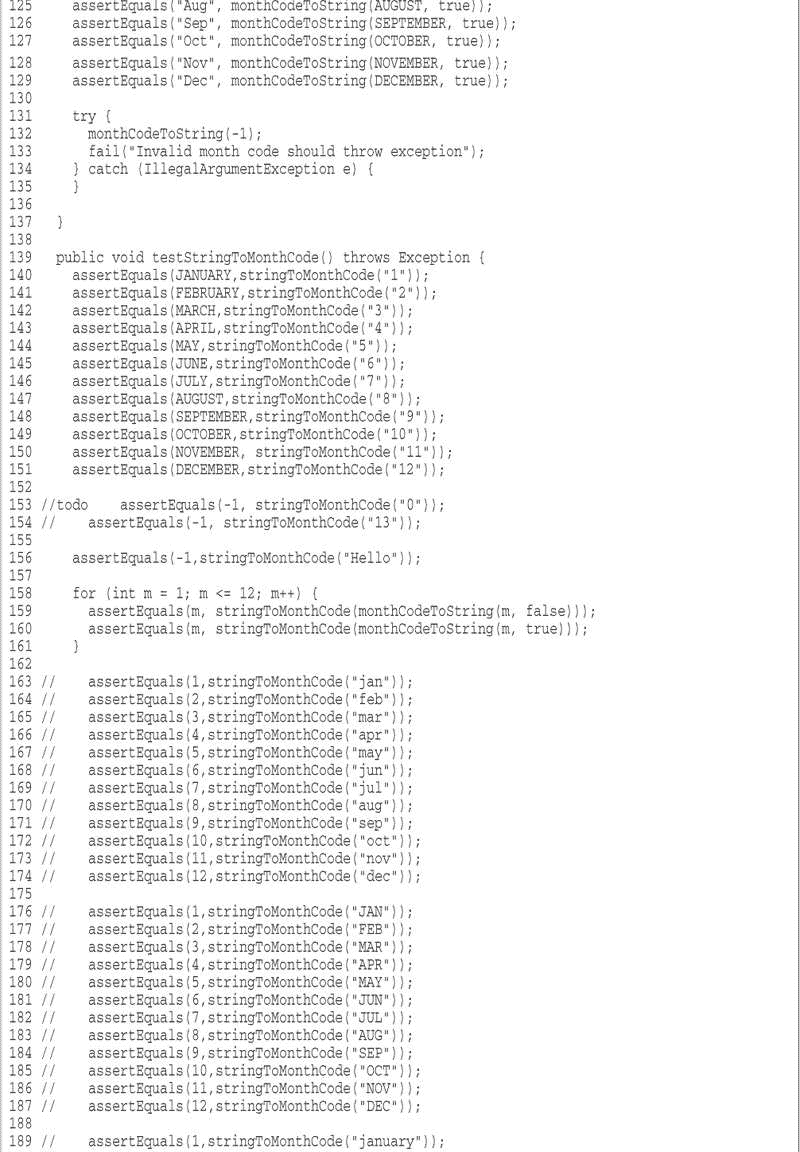 125     assertEquals("Aug", monthCodeToString(AUGUST, true));
126     assertEquals("Sep", monthCodeToString(SEPTEMBER, true));
127     assertEquals("Oct", monthCodeToString(OCTOBER, true));
128     assertEquals("Nov", monthCodeToString(NOVEMBER, true));
129     assertEquals("Dec", monthCodeToString(DECEMBER, true));
130
131     try {
132       monthCodeToString(-1);
133       fail("Invalid month code should throw exception");
134     } catch (IllegalArgumentException e) {
135     }
136
137   }
138
139   public void testStringToMonthCode() throws Exception {
140     assertEquals(JANUARY,stringToMonthCode("1"));
141     assertEquals(FEBRUARY,stringToMonthCode("2"));
142     assertEquals(MARCH,stringToMonthCode("3"));
143     assertEquals(APRIL,stringToMonthCode("4"));
144     assertEquals(MAY,stringToMonthCode("5"));
145     assertEquals(JUNE,stringToMonthCode("6"));
146     assertEquals(JULY,stringToMonthCode("7"));
147     assertEquals(AUGUST,stringToMonthCode("8"));
148     assertEquals(SEPTEMBER,stringToMonthCode("9"));
149     assertEquals(OCTOBER,stringToMonthCode("10"));
150     assertEquals(NOVEMBER, stringToMonthCode("11"));
151     assertEquals(DECEMBER,stringToMonthCode("12"));
152
153 //todo    assertEquals(-1, stringToMonthCode("0"));
154 //    assertEquals(-1, stringToMonthCode("13"));
155
156     assertEquals(-1,stringToMonthCode("Hello"));
157
158     for (int m = 1; m <= 12; m++) {
159       assertEquals(m, stringToMonthCode(monthCodeToString(m, false)));
160       assertEquals(m, stringToMonthCode(monthCodeToString(m, true)));
161     }
162
163 //    assertEquals(1,stringToMonthCode("jan"));
164 //    assertEquals(2,stringToMonthCode("feb"));
165 //    assertEquals(3,stringToMonthCode("mar"));
166 //    assertEquals(4,stringToMonthCode("apr"));
167 //    assertEquals(5,stringToMonthCode("may"));
168 //    assertEquals(6,stringToMonthCode("jun"));
169 //    assertEquals(7,stringToMonthCode("jul"));
170 //    assertEquals(8,stringToMonthCode("aug"));
171 //    assertEquals(9,stringToMonthCode("sep"));
172 //    assertEquals(10,stringToMonthCode("oct"));
173 //    assertEquals(11,stringToMonthCode("nov"));
174 //    assertEquals(12,stringToMonthCode("dec"));
175
176 //    assertEquals(1,stringToMonthCode("JAN"));
177 //    assertEquals(2,stringToMonthCode("FEB"));
178 //    assertEquals(3,stringToMonthCode("MAR"));
179 //    assertEquals(4,stringToMonthCode("APR"));
180 //    assertEquals(5,stringToMonthCode("MAY"));
181 //    assertEquals(6,stringToMonthCode("JUN"));
182 //    assertEquals(7,stringToMonthCode("JUL"));
183 //    assertEquals(8,stringToMonthCode("AUG"));
184 //    assertEquals(9,stringToMonthCode("SEP"));
185 //    assertEquals(10,stringToMonthCode("OCT"));
186 //    assertEquals(11,stringToMonthCode("NOV"));
187 //    assertEquals(12,stringToMonthCode("DEC"));
188
189 //    assertEquals(1,stringToMonthCode("january"));